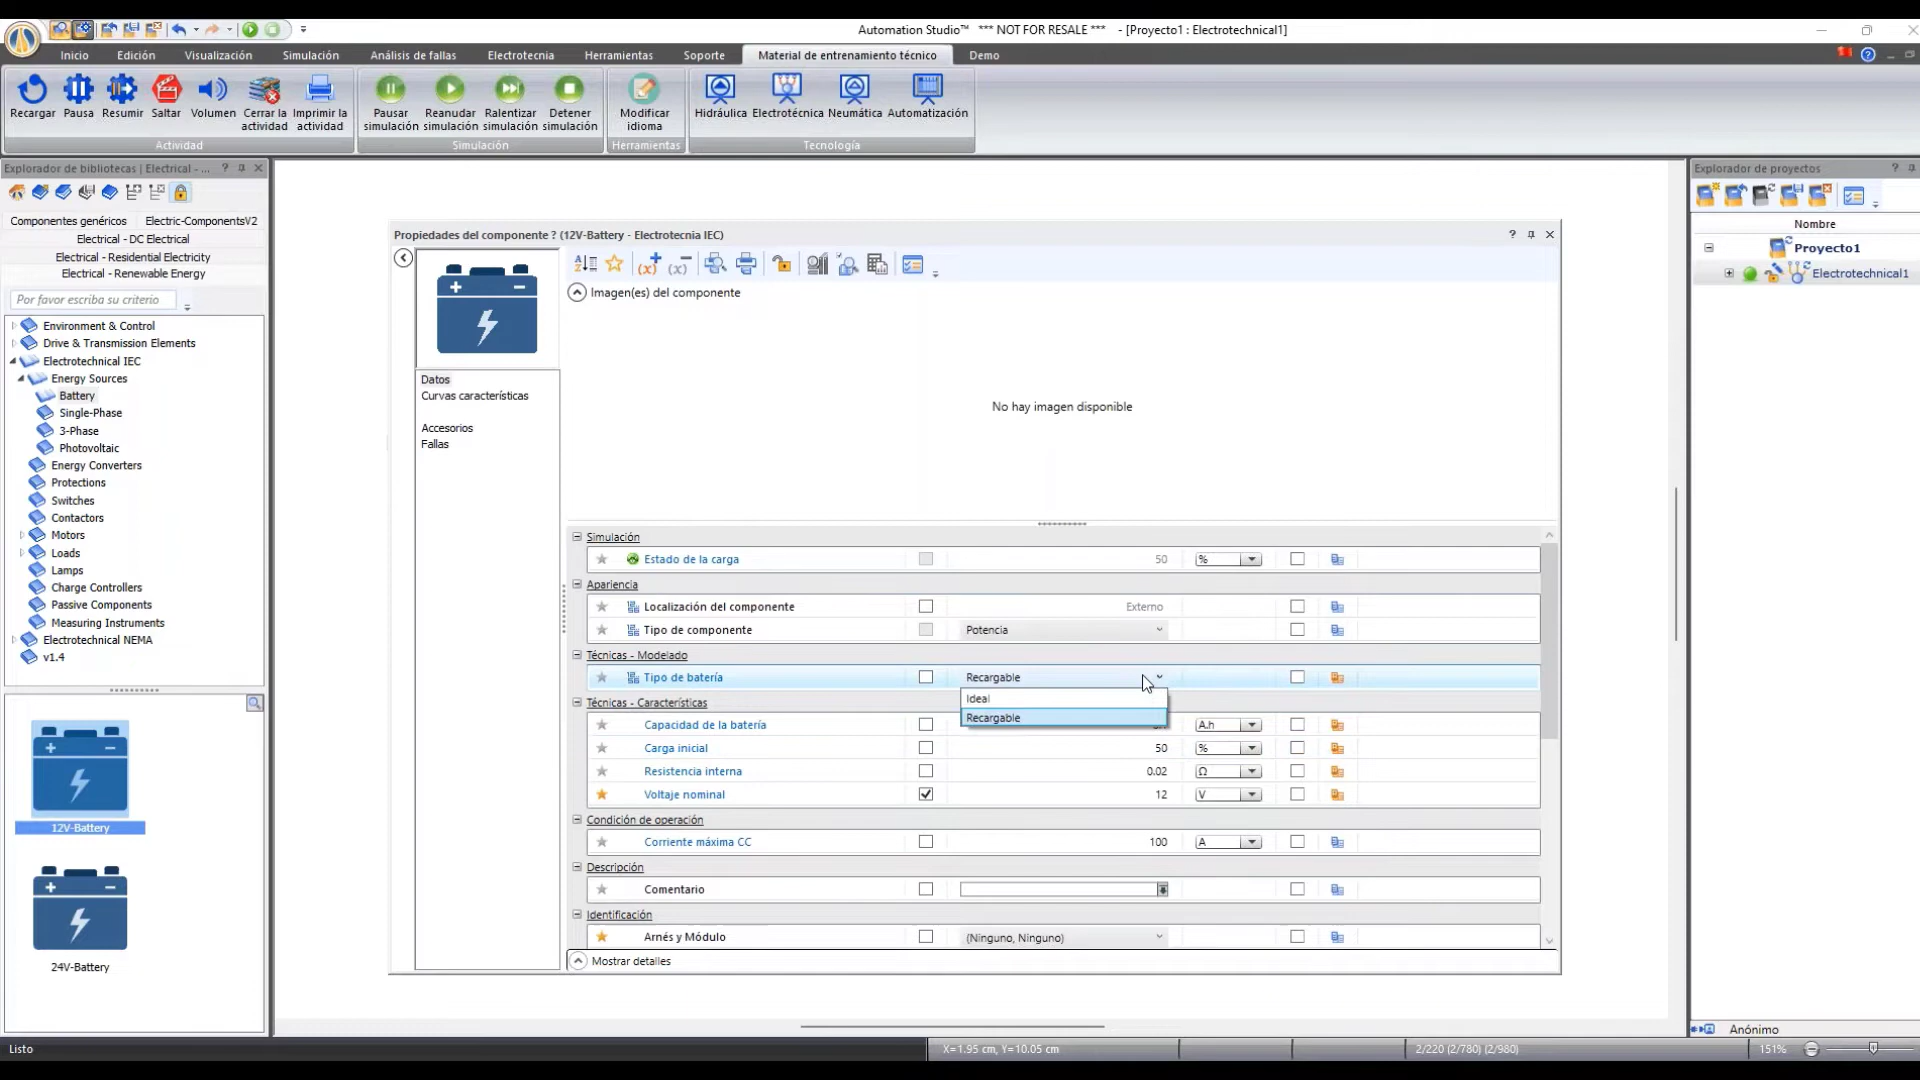 Automation Studio™ *** NOT FOR RESALE *** - [Proyecto1 : Electrotechnical1]
Inicio Edición Visualización Simulación Análisis de fallas Electrotecnia Herramientas Soporte Material de entrenamiento técnico Demo
Recargar Pausa Resumir Saltar Volumen Cerrar la actividad Imprimir la actividad
Pausar simulación Reanudar simulación Ralentizar simulación Detener simulación
Modificar idioma
Hidráulica Electrotécnica Neumática Automatización
Actividad Simulación Herramientas Tecnología
Explorador de bibliotecas | Electrical - ...
Componentes genéricos Electric-ComponentsV2
Electrical - DC Electrical
Electrical - Residential Electricity
Electrical - Renewable Energy
Por favor escriba su criterio
Environment & Control
Drive & Transmission Elements
Electrotechnical IEC
Energy Sources
Battery
Single-Phase
3-Phase
Photovoltaic
Energy Converters
Protections
Switches
Contactors
Motors
Loads
Lamps
Charge Controllers
Passive Components
Measuring Instruments
Electrotechnical NEMA
v1.4
12V-Battery
24V-Battery
Propiedades del componente ? (12V-Battery - Electrotecnia IEC)
Datos
Curvas características
Accesorios
Fallas
Imagen(es) del componente
No hay imagen disponible
Simulación
Estado de la carga 50 %
Apariencia
Localización del componente Externo
Tipo de componente Potencia
Técnicas - Modelado
Tipo de batería Recargable
Ideal
Recargable
Técnicas - Características
Capacidad de la batería A.h
Carga inicial 50 %
Resistencia interna 0.02 Ω
Voltaje nominal 12 V
Condición de operación
Corriente máxima CC 100 A
Descripción
Comentario
Identificación
Arnés y Módulo (Ninguno, Ninguno)
Mostrar detalles
Explorador de proyectos
Nombre
Proyecto1
Electrotechnical1
Anónimo
Listo X=1.95 cm, Y=10.05 cm 2/220 (2/780) (2/980) 151%